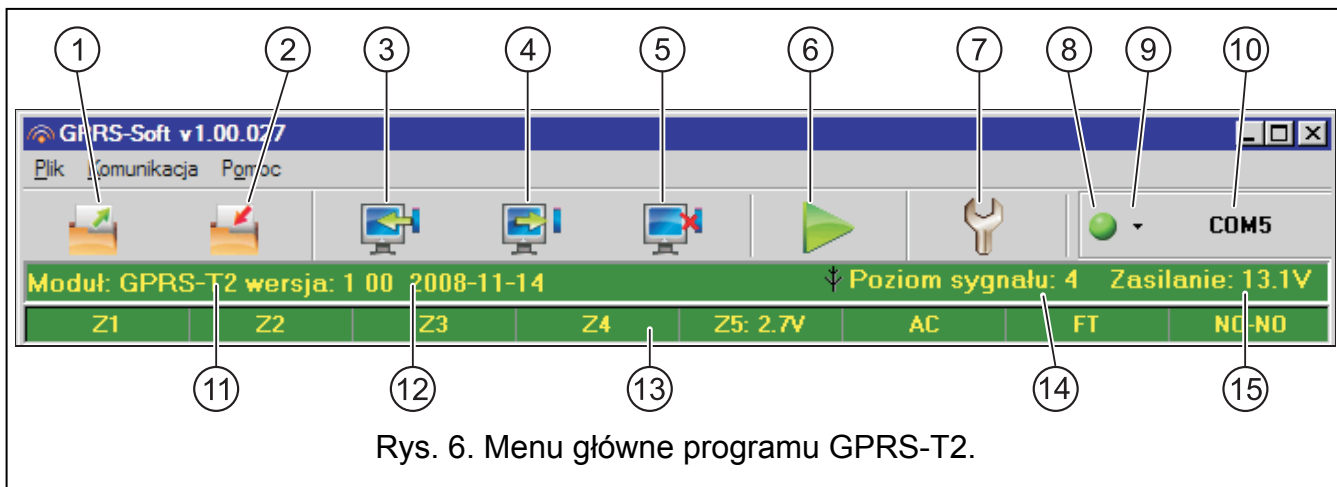 1 2 3 4 5 6 7 8 9 10
GPRS-Soft v1.00.027
Plik Komunikacja Pomoc
COM5
Moduł: GPRS-T2 wersja: 1 00 2008-11-14 Poziom sygnału: 4 Zasilanie: 13.1V
Z1 Z2 Z3 Z4 Z5: 2.7V AC FT NO-NO
11 12 13 14 15
Rys. 6. Menu główne programu GPRS-T2.